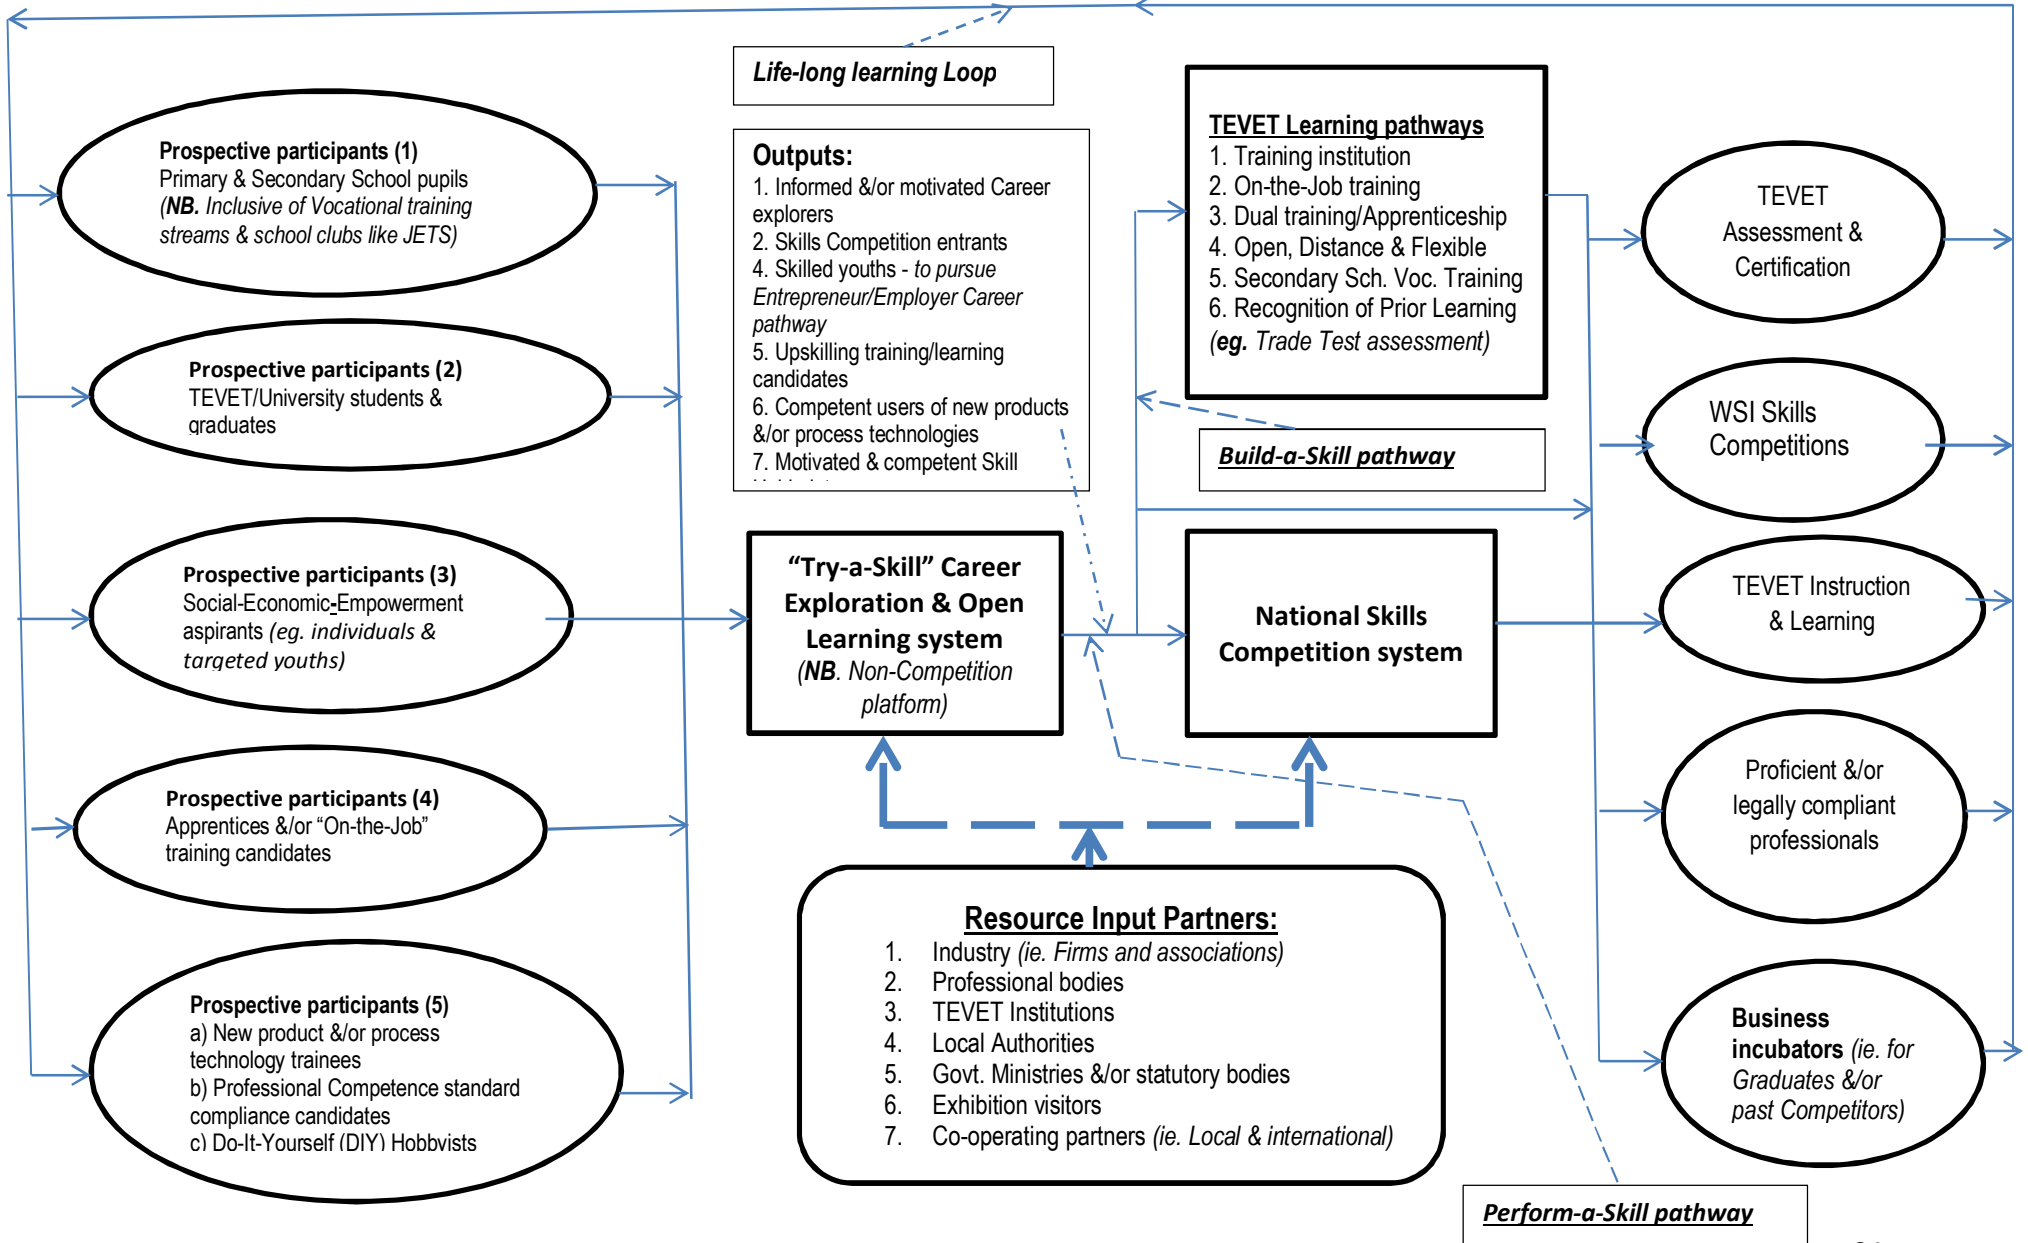 Life-long learning Loop
Prospective participants (1)
Primary & Secondary School pupils
(NB. Inclusive of Vocational training
streams & school clubs like JETS)
Prospective participants (2)
TEVET/University students &
graduates
Prospective participants (3)
Social-Economic-Empowerment
aspirants (eg. individuals &
targeted youths)
Prospective participants (4)
Apprentices &/or “On-the-Job”
training candidates
Prospective participants (5)
a) New product &/or process
technology trainees
b) Professional Competence standard
compliance candidates
c) Do-It-Yourself (DIY) Hobbyists
Outputs:
1. Informed &/or motivated Career
explorers
2. Skills Competition entrants
4. Skilled youths - to pursue
Entrepreneur/Employer Career
pathway
5. Upskilling training/learning
candidates
6. Competent users of new products
&/or process technologies
7. Motivated & competent Skill
“Try-a-Skill” Career
Exploration & Open
Learning system
(NB. Non-Competition
platform)
TEVET Learning pathways
1. Training institution
2. On-the-Job training
3. Dual training/Apprenticeship
4. Open, Distance & Flexible
5. Secondary Sch. Voc. Training
6. Recognition of Prior Learning
(eg. Trade Test assessment)
Build-a-Skill pathway
National Skills
Competition system
Resource Input Partners:
1. Industry (ie. Firms and associations)
2. Professional bodies
3. TEVET Institutions
4. Local Authorities
5. Govt. Ministries &/or statutory bodies
6. Exhibition visitors
7. Co-operating partners (ie. Local & international)
TEVET
Assessment &
Certification
WSI Skills
Competitions
TEVET Instruction
& Learning
Proficient &/or
legally compliant
professionals
Business
incubators (ie. for
Graduates &/or
past Competitors)
Perform-a-Skill pathway